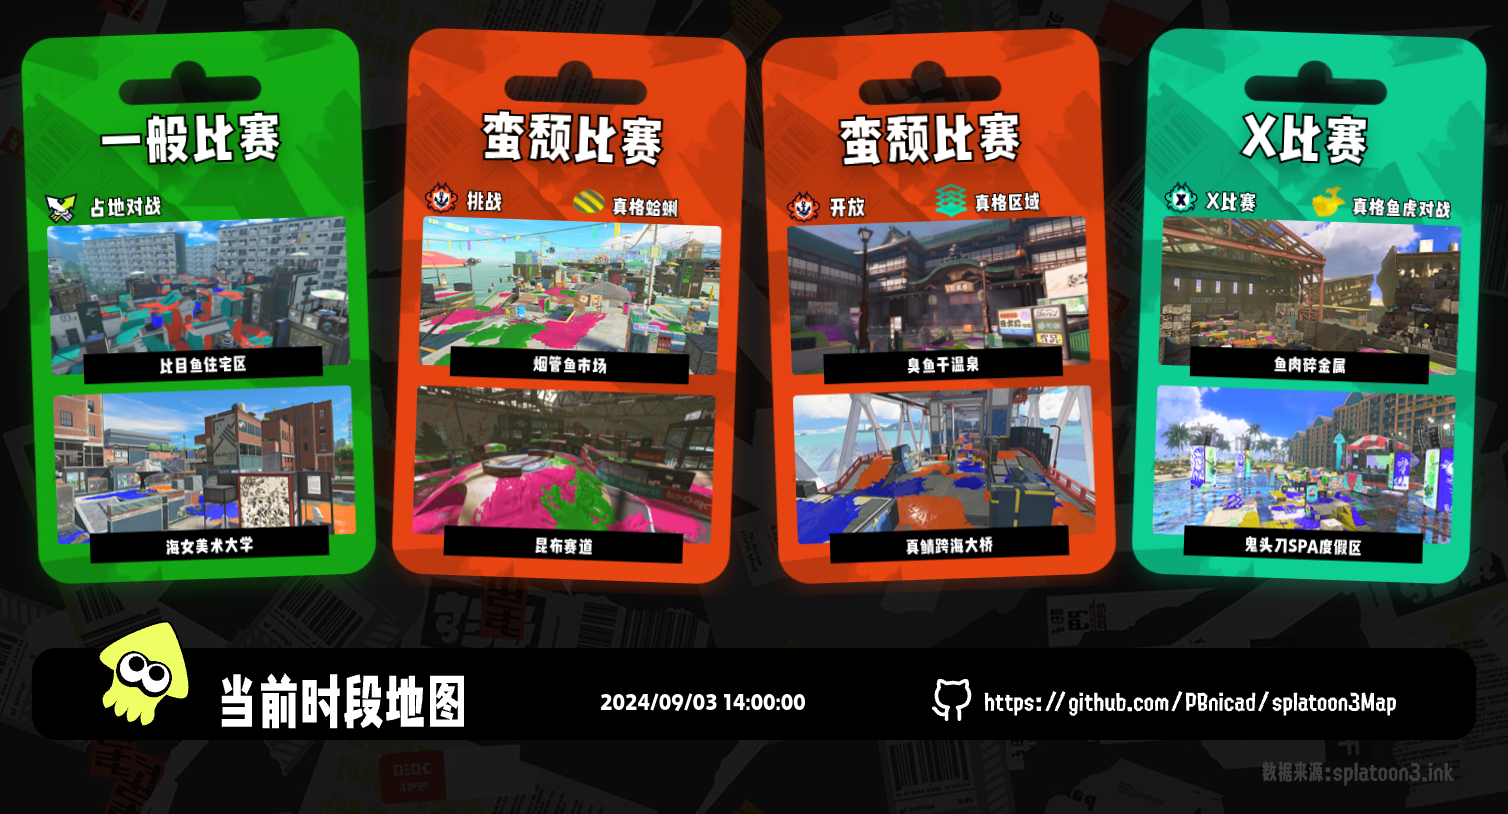 一般比赛
占地对战
比目鱼住宅区
海女美术大学
蛮颓比赛
挑战
真格蛤蜊
烟管鱼市场
昆布赛道
蛮颓比赛
开放
真格区域
臭鱼干温泉
真鲭跨海大桥
X比赛
X比赛
真格鱼虎对战
鱼肉碎金属
鬼头刀SPA度假区
当前时段地图
2024/09/03 14:00:00
https://github.com/PBnicad/splatoon3Map
数据来源:splatoon3.ink